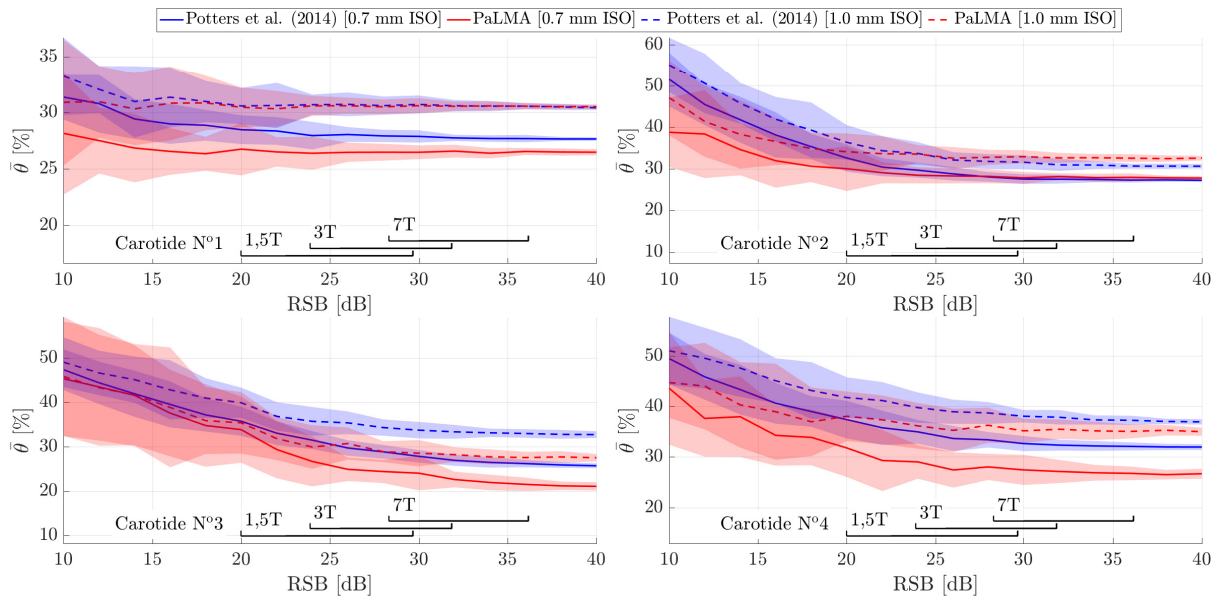 Potters et al. (2014) [0.7 mm ISO] PaLMA [0.7 mm ISO] Potters et al. (2014) [1.0 mm ISO] PaLMA [1.0 mm ISO]
35
30
25
20
θ̄ [%]
Carotide Nº1
1,5T
3T
7T
10 15 20 25 30 35 40
RSB [dB]
60
50
40
30
20
10
θ̄ [%]
Carotide Nº2
1,5T
3T
7T
10 15 20 25 30 35 40
RSB [dB]
50
40
30
20
10
θ̄ [%]
Carotide Nº3
1,5T
3T
7T
10 15 20 25 30 35 40
RSB [dB]
50
40
30
20
θ̄ [%]
Carotide Nº4
1,5T
3T
7T
10 15 20 25 30 35 40
RSB [dB]